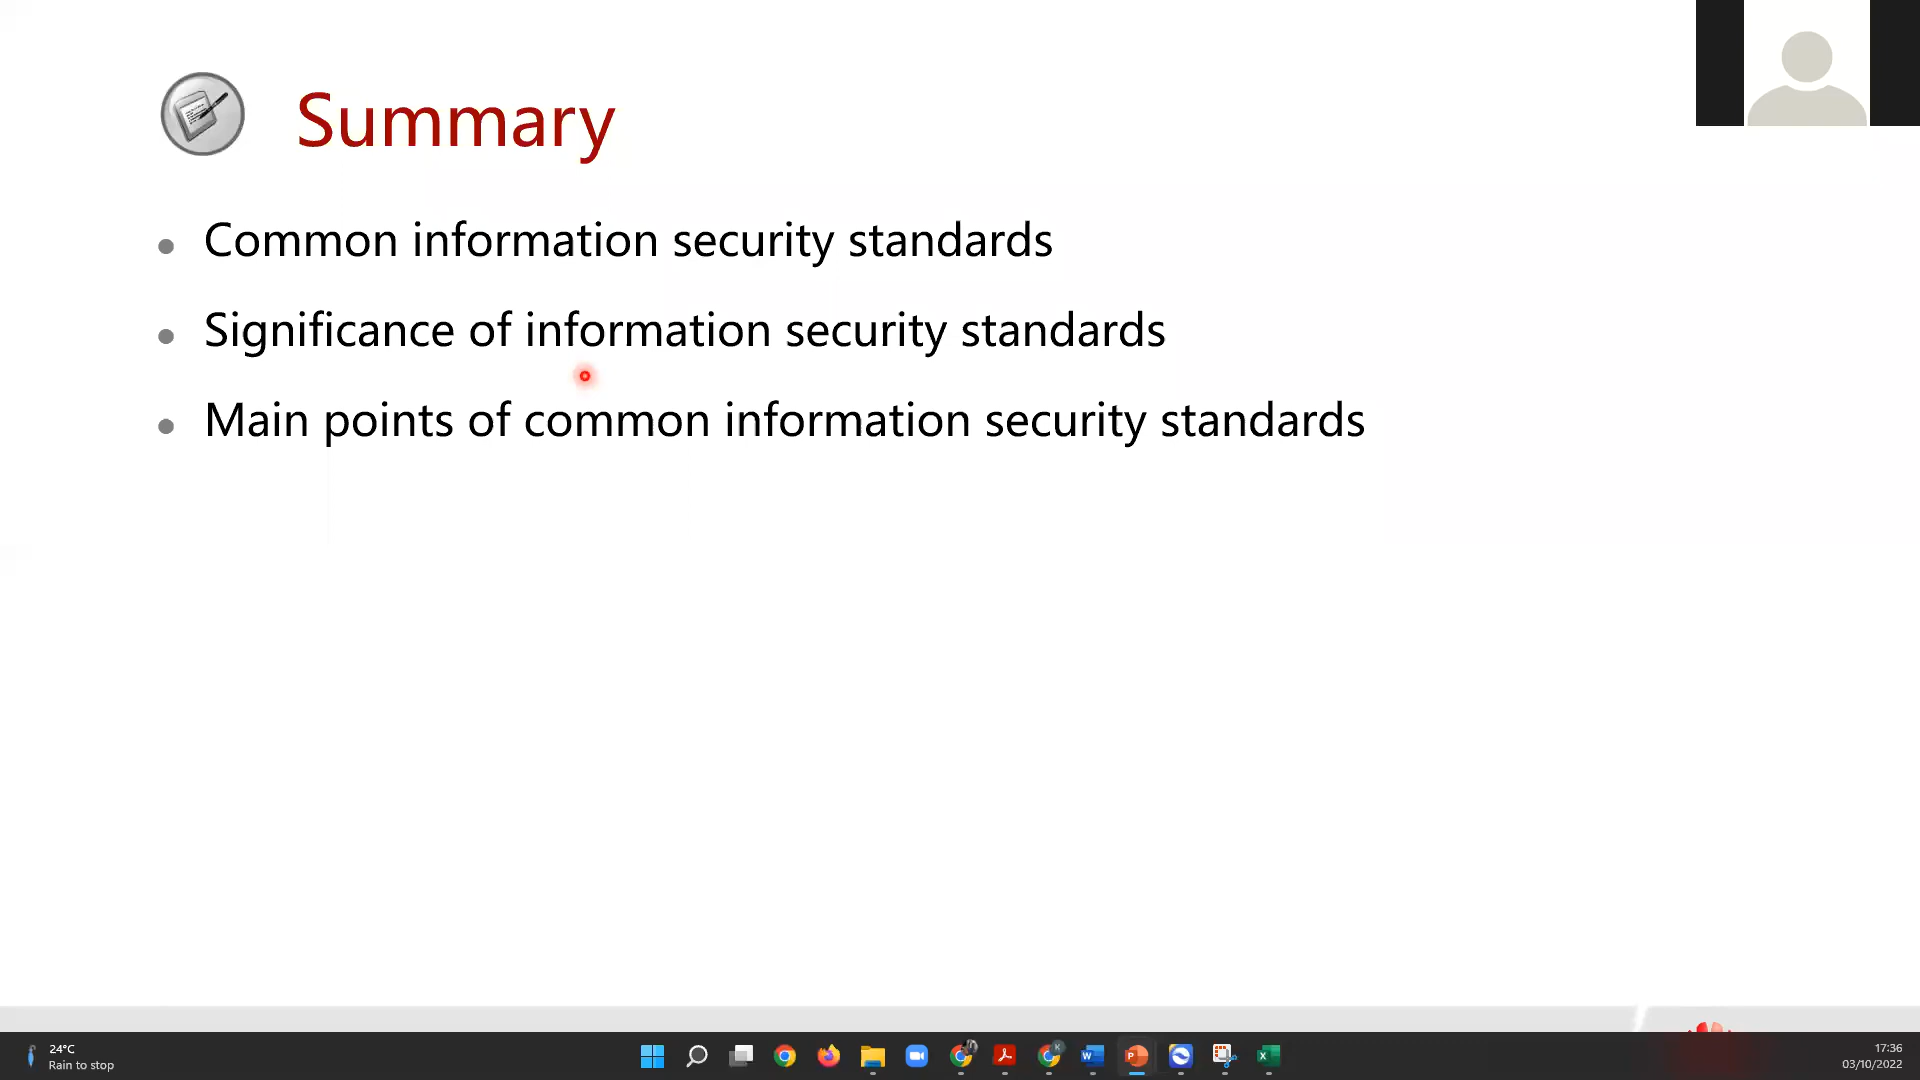 Summary
Common information security standards
Significance of information security standards
Main points of common information security standards
24°C
Rain to stop
17:36
03/10/2022